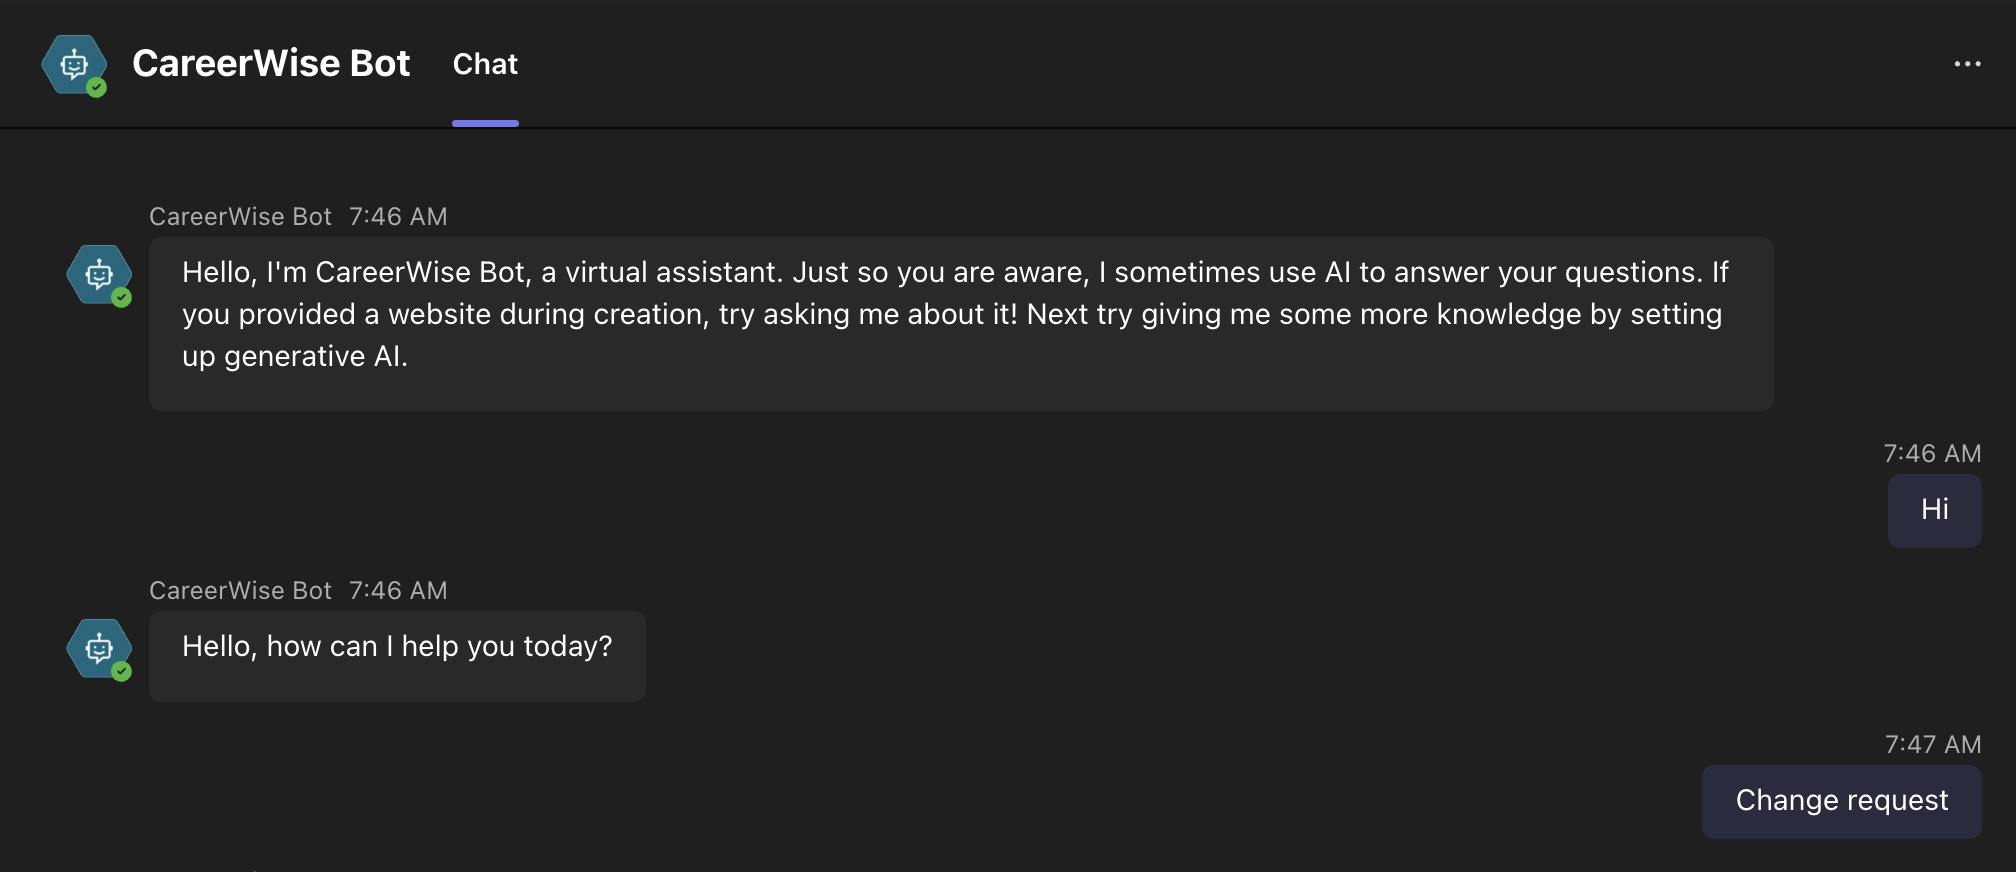 CareerWise Bot Chat
CareerWise Bot 7:46 AM
Hello, I'm CareerWise Bot, a virtual assistant. Just so you are aware, I sometimes use AI to answer your questions. If
you provided a website during creation, try asking me about it! Next try giving me some more knowledge by setting
up generative AI.
7:46 AM
Hi
CareerWise Bot 7:46 AM
Hello, how can I help you today?
7:47 AM
Change request